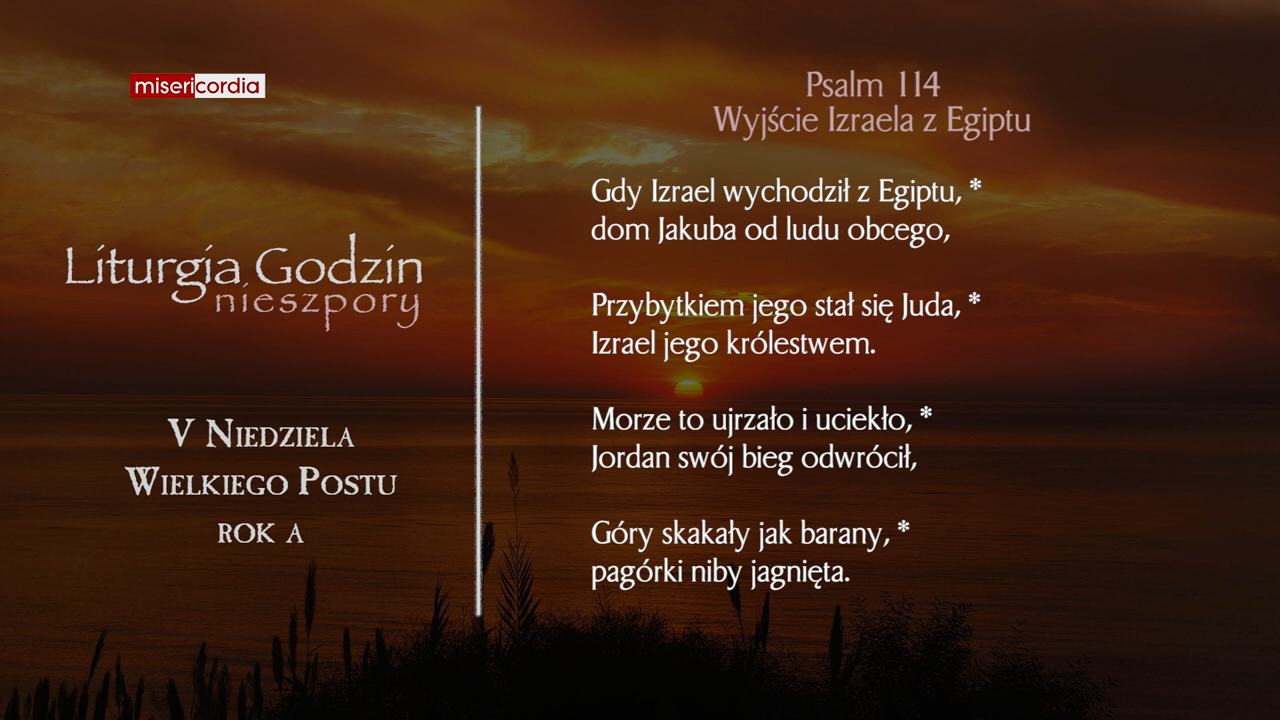 misericordia
Liturgia Godzin
nieszpory
V Niedziela
Wielkiego Postu
rok a
Psalm 114
Wyjście Izraela z Egiptu
Gdy Izrael wychodził z Egiptu, *
dom Jakuba od ludu obcego,
Przybytkiem jego stał się Juda, *
Izrael jego królestwem.
Morze to ujrzało i uciekło, *
Jordan swój bieg odwrócił,
Góry skakały jak barany, *
pagórki niby jagnięta.